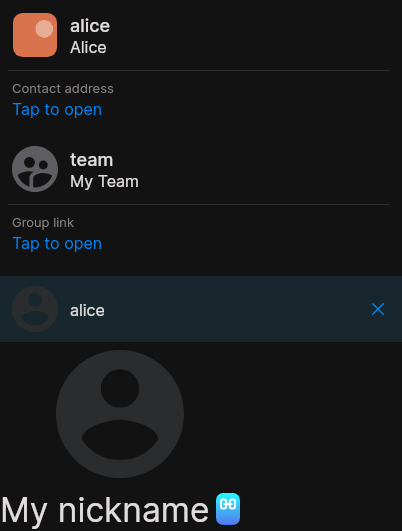 alice
Alice
Contact address
Tap to open
team
My Team
Group link
Tap to open
alice
My nickname